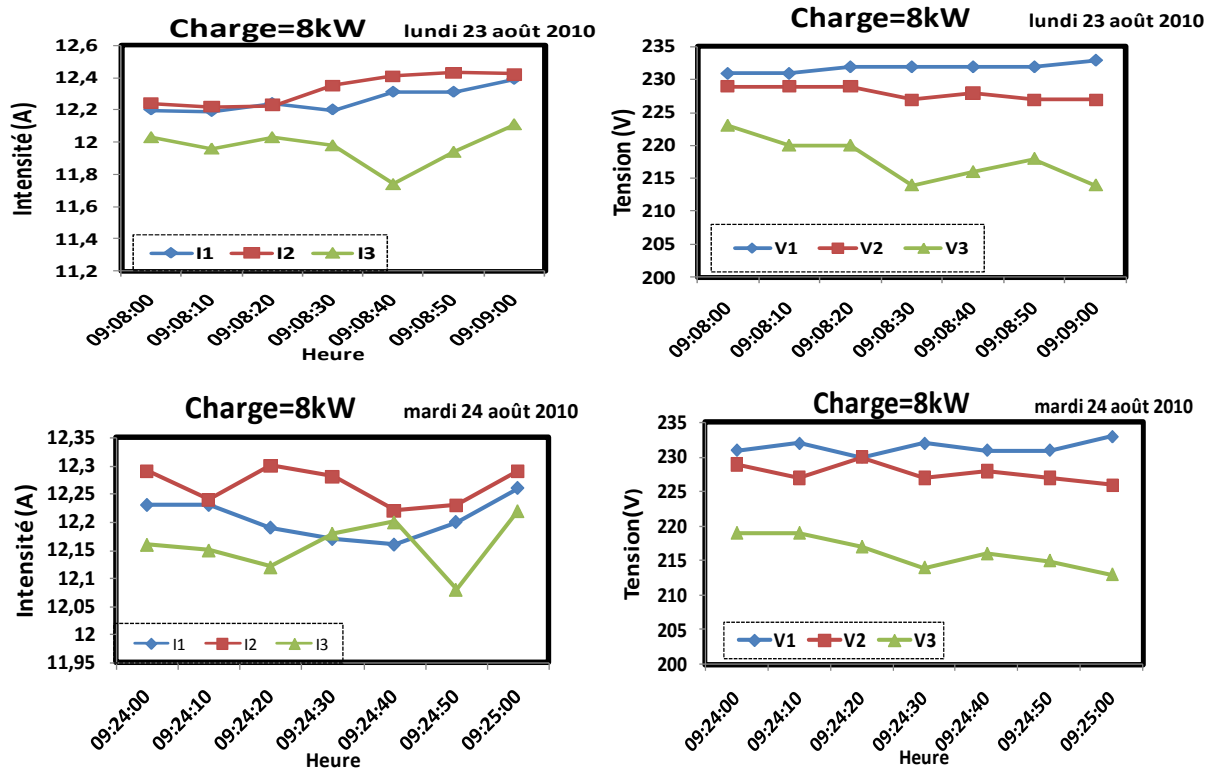 Charge=8kW lundi 23 août 2010
Intensité (A)
12,6
12,4
12,2
12
11,8
11,6
11,4
11,2
I1 I2 I3
09:08:00 09:08:10 09:08:20 09:08:30 09:08:40 09:08:50 09:09:00
Heure
Charge=8kW lundi 23 août 2010
Tension (V)
235
230
225
220
215
210
205
200
V1 V2 V3
09:08:00 09:08:10 09:08:20 09:08:30 09:08:40 09:08:50 09:09:00
Charge=8kW mardi 24 août 2010
Intensité (A)
12,35
12,3
12,25
12,2
12,15
12,1
12,05
12
11,95
I1 I2 I3
09:24:00 09:24:10 09:24:20 09:24:30 09:24:40 09:24:50 09:25:00
Heure
Charge=8kW mardi 24 août 2010
Tension(V)
235
230
225
220
215
210
205
200
V1 V2 V3
09:24:00 09:24:10 09:24:20 09:24:30 09:24:40 09:24:50 09:25:00
Heure